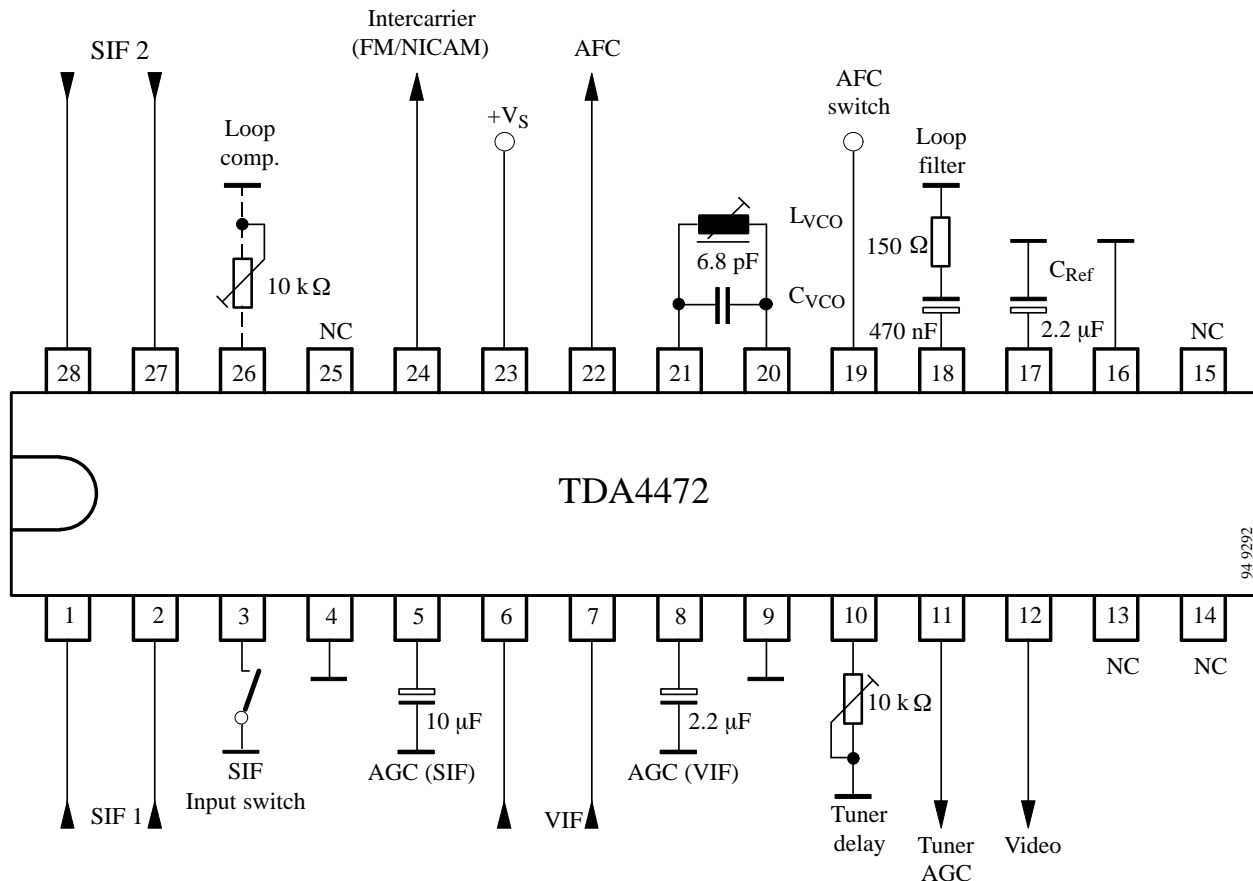 SIF 2
Intercarrier
(FM/NICAM)
AFC
+VS
AFC
switch
Loop
comp.
Loop
filter
LVCO
6.8 pF
CVCO
150 Ω
CRef
10 k Ω
470 nF
2.2 µF
NC
NC
28 27 26 25 24 23 22 21 20 19 18 17 16 15
TDA4472
94 9292
1 2 3 4 5 6 7 8 9 10 11 12 13 14
NC
NC
10 µF
2.2 µF
10 k Ω
SIF
Input switch
AGC (SIF)
AGC (VIF)
SIF 1
VIF
Tuner
delay
Tuner
AGC
Video